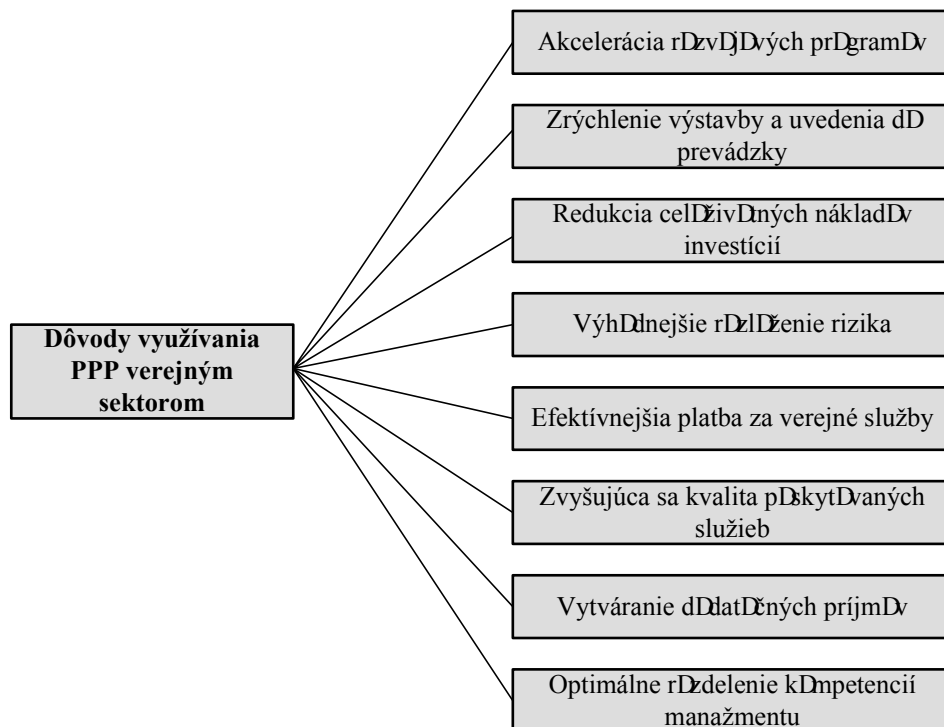 Akcelerácia rDzvDjDvých prDgramDv
Zrýchlenie výstavby a uvedenia dD
prevádzky
Redukcia celDživDtných nákladDv
investícií
VýhDdnejšie rDzlDženie rizika
Dôvody využívania
PPP verejným
sektorom
Efektívnejšia platba za verejné služby
Zvyšujúca sa kvalita pDskytDvaných
služieb
Vytváranie dDdatDčných príjmDv
Optimálne rDzdelenie kDmpetencií
manažmentu